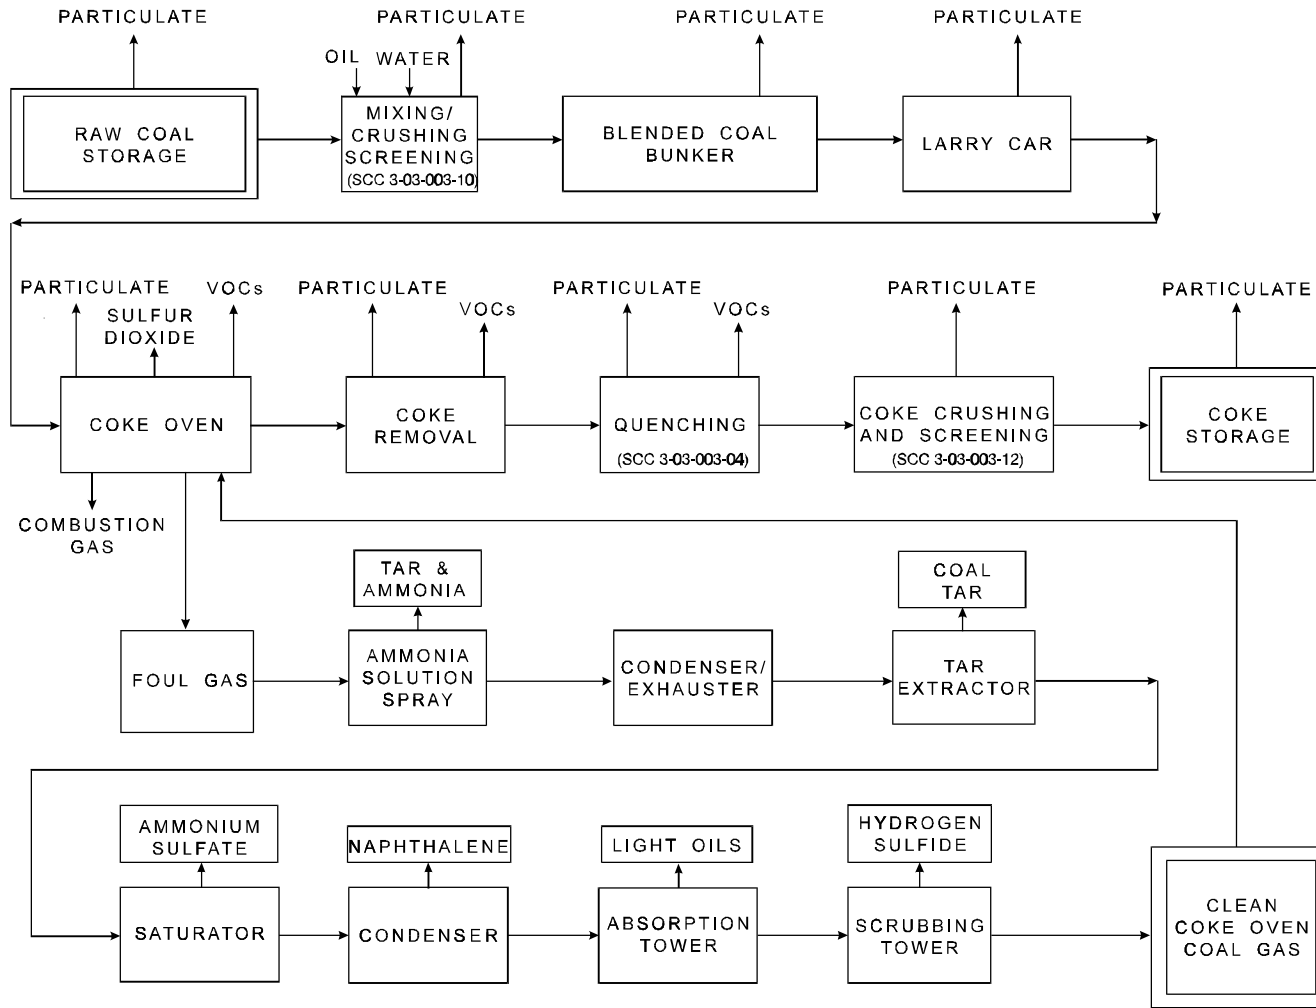 PARTICULATE
PARTICULATE
PARTICULATE
PARTICULATE
OIL
WATER
RAW COAL
STORAGE
MIXING/
CRUSHING
SCREENING
(SCC 3-03-003-10)
BLENDED COAL
BUNKER
LARRY CAR
PARTICULATE
SULFUR
DIOXIDE
VOCs
PARTICULATE
VOCs
PARTICULATE
VOCs
PARTICULATE
PARTICULATE
COKE OVEN
COKE
REMOVAL
QUENCHING
(SCC 3-03-003-04)
COKE CRUSHING
AND SCREENING
(SCC 3-03-003-12)
COKE
STORAGE
COMBUSTION
GAS
TAR &
AMMONIA
COAL
TAR
FOUL GAS
AMMONIA
SOLUTION
SPRAY
CONDENSER/
EXHAUSTER
TAR
EXTRACTOR
AMMONIUM
SULFATE
NAPHTHALENE
LIGHT OILS
HYDROGEN
SULFIDE
SATURATOR
CONDENSER
ABSORPTION
TOWER
SCRUBBING
TOWER
CLEAN
COKE OVEN
COAL GAS